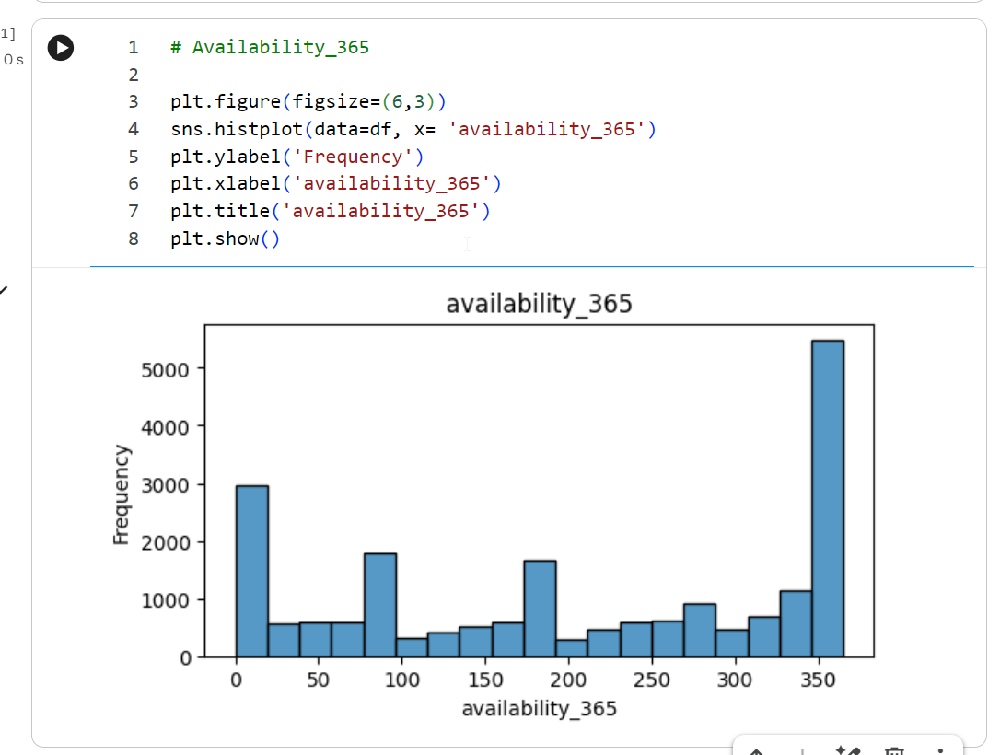 1]
0 s
1 # Availability_365
2
3 plt.figure(figsize=(6,3))
4 sns.histplot(data=df, x= 'availability_365')
5 plt.ylabel('Frequency')
6 plt.xlabel('availability_365')
7 plt.title('availability_365')
8 plt.show()
availability_365
5000
4000
3000
2000
1000
0
Frequency
0 50 100 150 200 250 300 350
availability_365